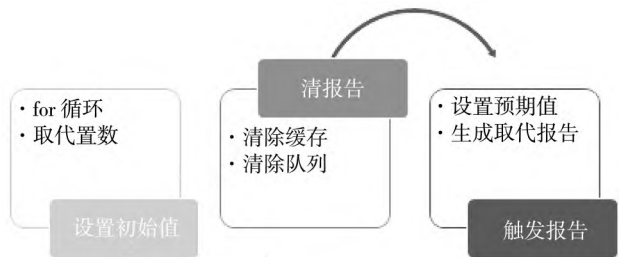 · for 循环
· 取代置数
设置初始值
清报告
· 清除缓存
· 清除队列
· 设置预期值
· 生成取代报告
触发报告